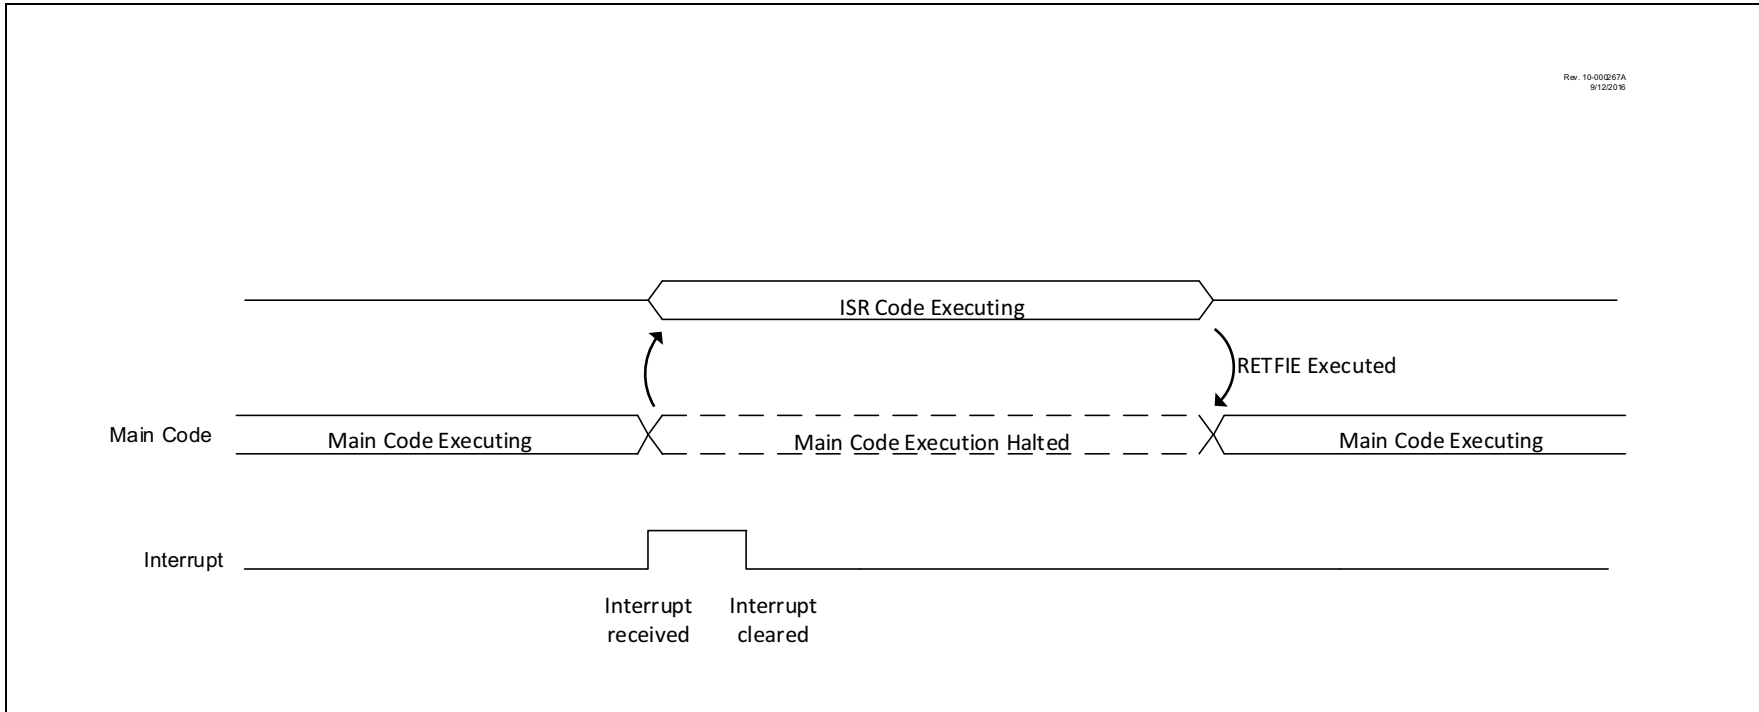 Rev. 10-000267A
9/12/2016
ISR Code Executing
RETFIE Executed
Main Code
Main Code Executing
Main Code Execution Halted
Main Code Executing
Interrupt
Interrupt
received
Interrupt
cleared